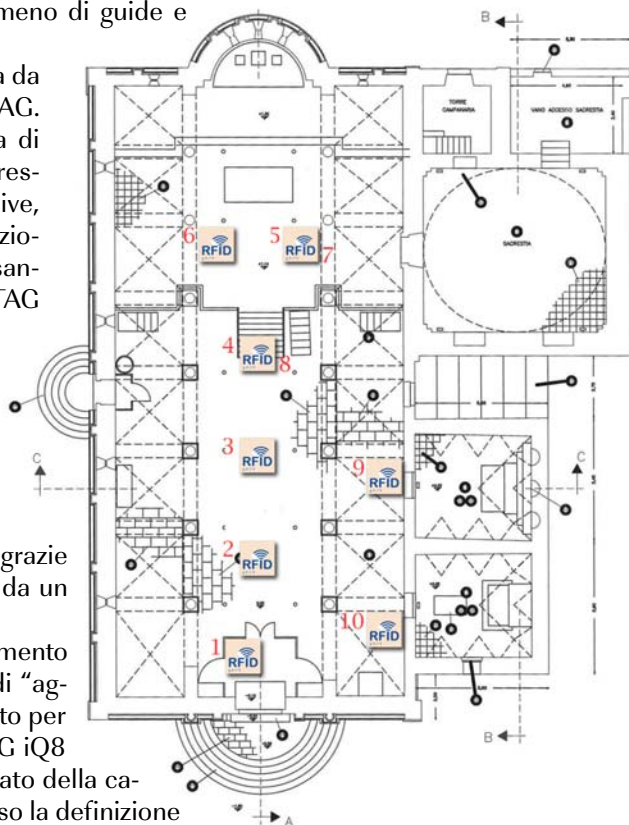 meno di guide e
a da
AG.
a di
res-
ive,
zio-
san-
TAG
grazie
da un
mento
di “ag-
to per
G iQ8
ato della ca-
so la definizione
B
TORRE
CAMPANARIA
VANO ACCESSO SACRESTIA
SACRESTIA
6
RFID
5
RFID
7
4
RFID
8
3
RFID
9
RFID
C
C
2
RFID
1
RFID
10
RFID
B
A